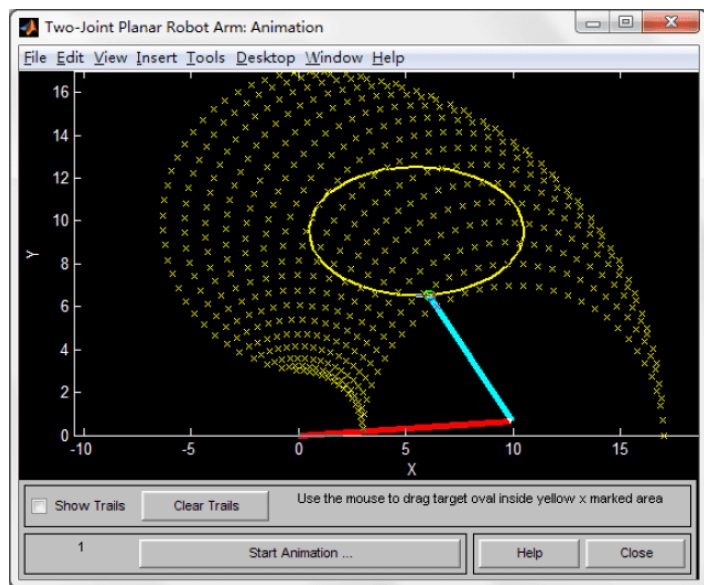 Two-Joint Planar Robot Arm: Animation
File Edit View Insert Tools Desktop Window Help
16
14
12
10
8
6
4
2
0
Y
-10 -5 0 5 10 15
X
Show Trails Clear Trails Use the mouse to drag target oval inside yellow x marked area
1 Start Animation ... Help Close